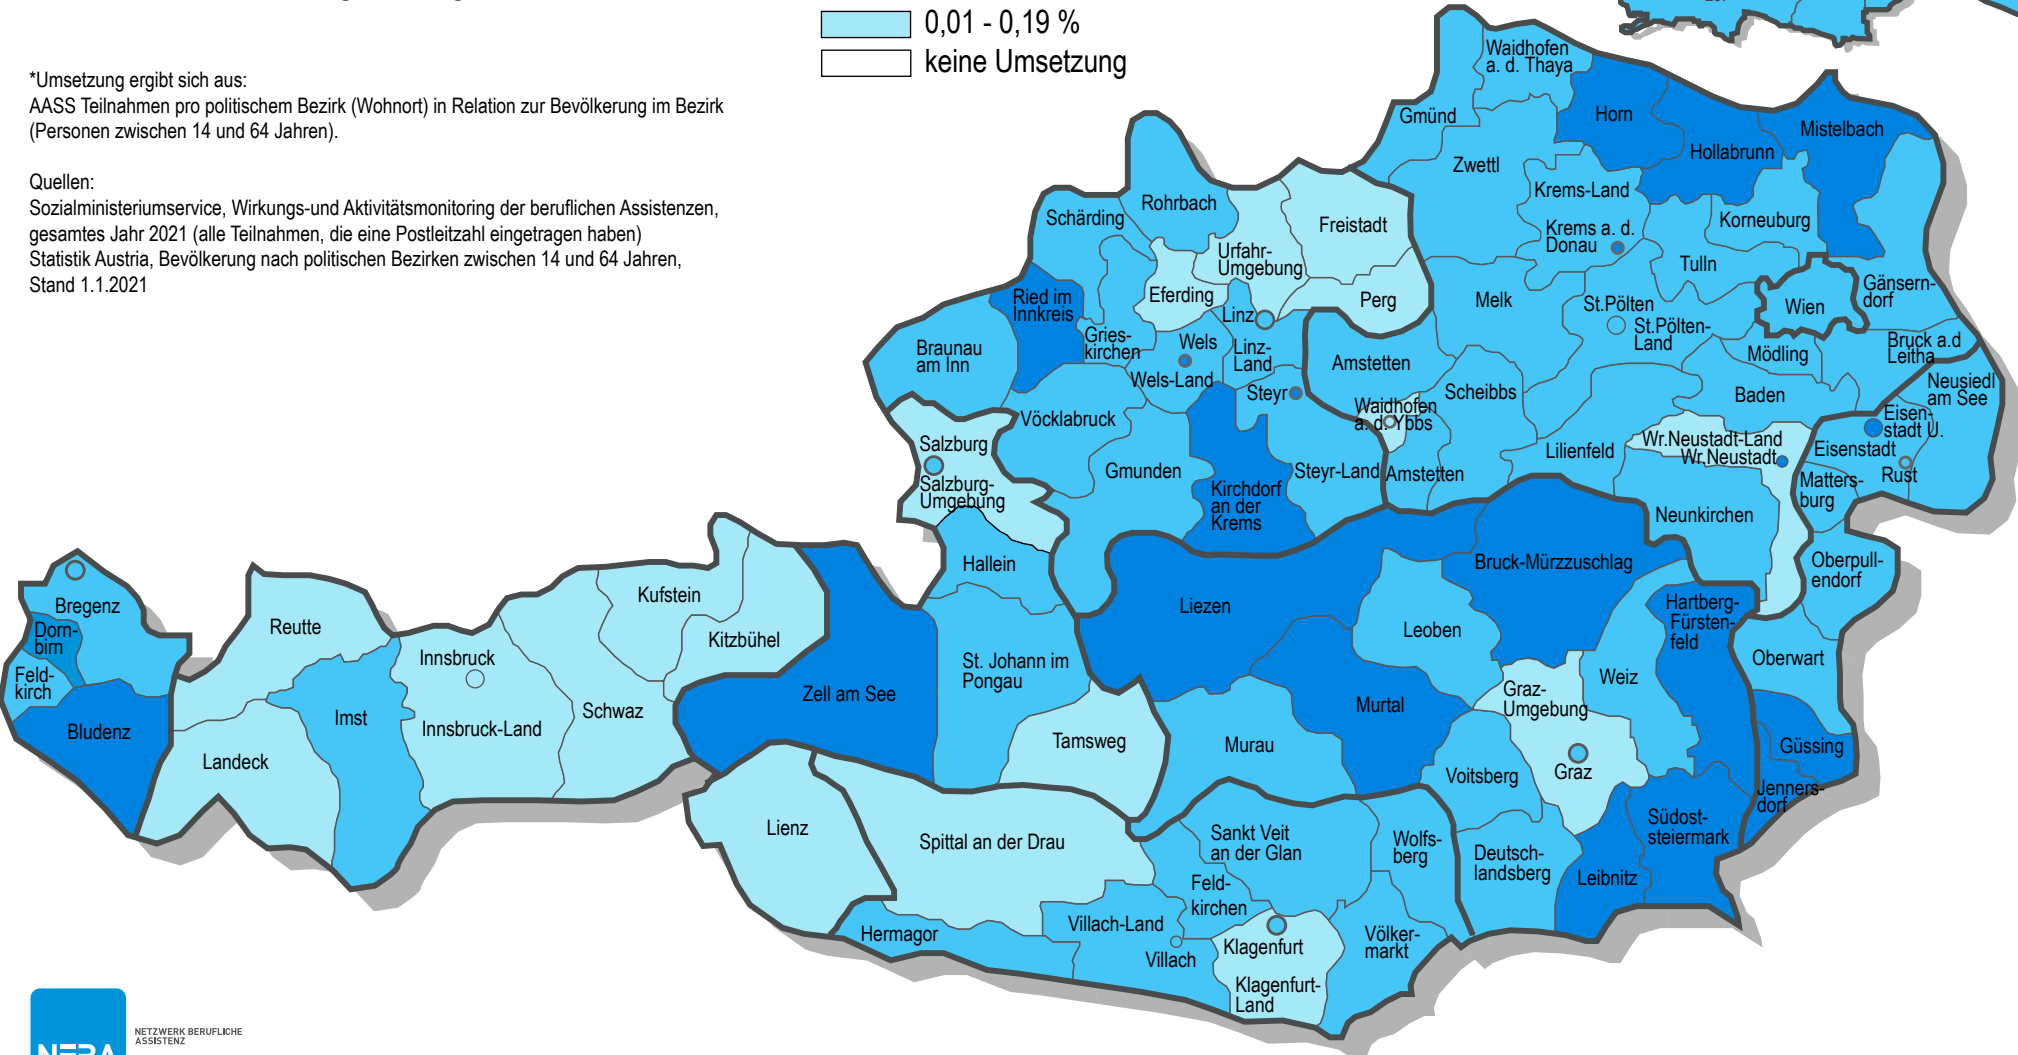 0,01 - 0,19 %
keine Umsetzung
*Umsetzung ergibt sich aus:
AASS Teilnahmen pro politischem Bezirk (Wohnort) in Relation zur Bevölkerung im Bezirk
(Personen zwischen 14 und 64 Jahren).
Quellen:
Sozialministeriumservice, Wirkungs-und Aktivitätsmonitoring der beruflichen Assistenzen,
gesamtes Jahr 2021 (alle Teilnahmen, die eine Postleitzahl eingetragen haben)
Statistik Austria, Bevölkerung nach politischen Bezirken zwischen 14 und 64 Jahren,
Stand 1.1.2021
Waidhofen
a. d. Thaya
Gmünd
Horn
Mistelbach
Hollabrunn
Zwettl
Krems-Land
Krems a. d.
Donau
Korneuburg
Tulln
Rohrbach
Schärding
Freistadt
Urfahr-
Umgebung
Eferding
Perg
Ried im
Innkreis
Gries-
kirchen
Linz
Wels
Linz-
Land
Wels-Land
Steyr
Braunau
am Inn
Melk
St.Pölten
St.Pölten-
Land
Wien
Gänsern-
dorf
Mödling
Bruck a.d
Leitha
Amstetten
Scheibbs
Baden
Neusiedl
am See
Waidhofen
a. d. Ybbs
Eisen-
stadt U.
Eisenstadt
Rust
Wr.Neustadt-Land
Wr.Neustadt
Lilienfeld
Matters-
burg
Vöcklabruck
Salzburg
Salzburg-
Umgebung
Gmunden
Kirchdorf
an der
Krems
Steyr-Land
Amstetten
Neunkirchen
Hallein
Bruck-Mürzzuschlag
Oberpull-
endorf
Bregenz
Dorn-
birn
Feld-
kirch
Bludenz
Reutte
Kufstein
Kitzbühel
Innsbruck
Innsbruck-Land
Imst
Schwaz
Landeck
Zell am See
St. Johann im
Pongau
Tamsweg
Liezen
Leoben
Hartberg-
Fürsten-
feld
Oberwart
Murtal
Graz-
Umgebung
Weiz
Murau
Voitsberg
Graz
Güssing
Jenners-
dorf
Lienz
Spittal an der Drau
Sankt Veit
an der Glan
Wolfs-
berg
Deutsch-
landsberg
Südost-
steiermark
Leibnitz
Feld-
kirchen
Hermagor
Villach-Land
Villach
Klagenfurt
Völker-
markt
Klagenfurt-
Land
NETZWERK BERUFLICHE
ASSISTENZ